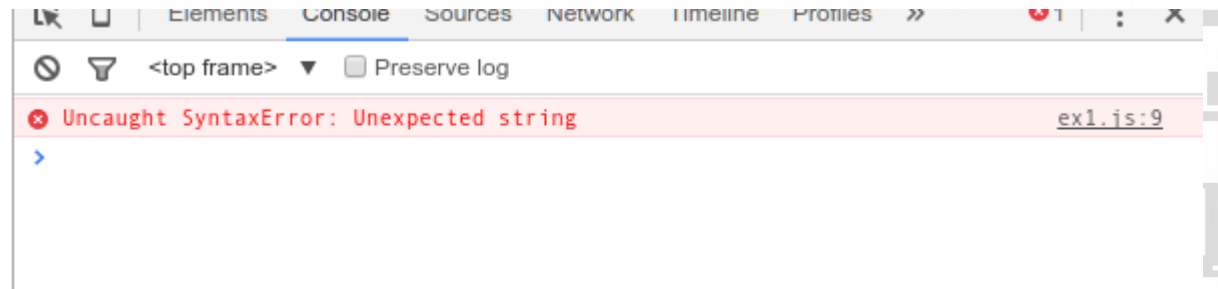 Elements Console Sources Network Timeline Profiles » 1
<top frame> ▼ Preserve log
Uncaught SyntaxError: Unexpected string ex1.js:9
>